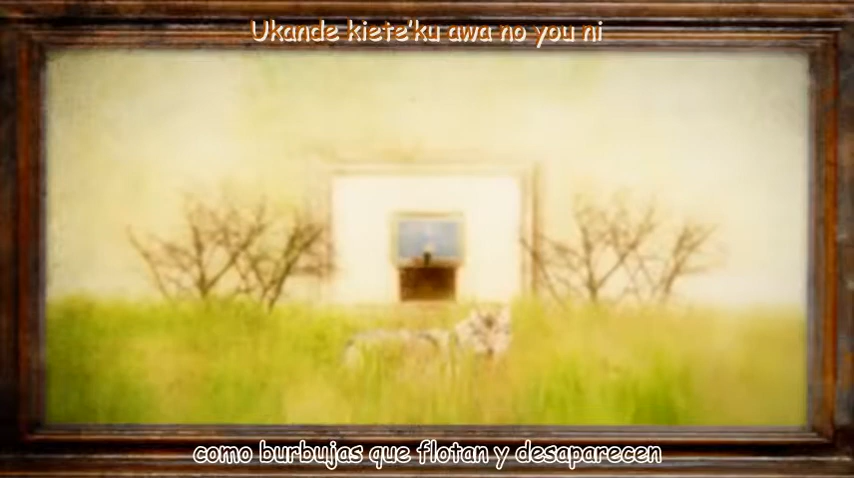 Ukande kiete'ku awa no you ni
como burbujas que flotan y desaparecen